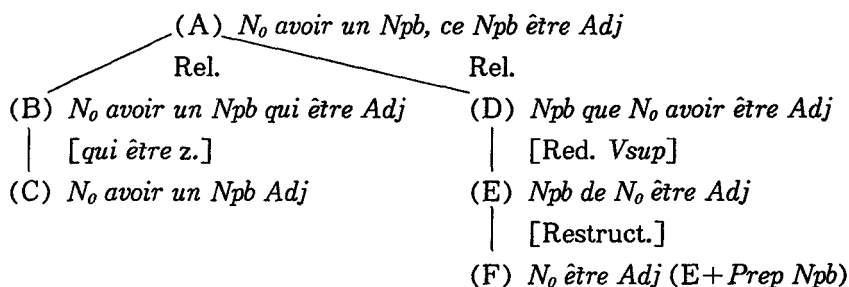 (A) N₀ avoir un Npb, ce Npb être Adj
Rel. Rel.
(B) N₀ avoir un Npb qui être Adj (D) Npb que N₀ avoir être Adj
[qui être z.] [Red. Vsup]
(C) N₀ avoir un Npb Adj (E) Npb de N₀ être Adj
[Restruct.]
(F) N₀ être Adj (E+Prep Npb)